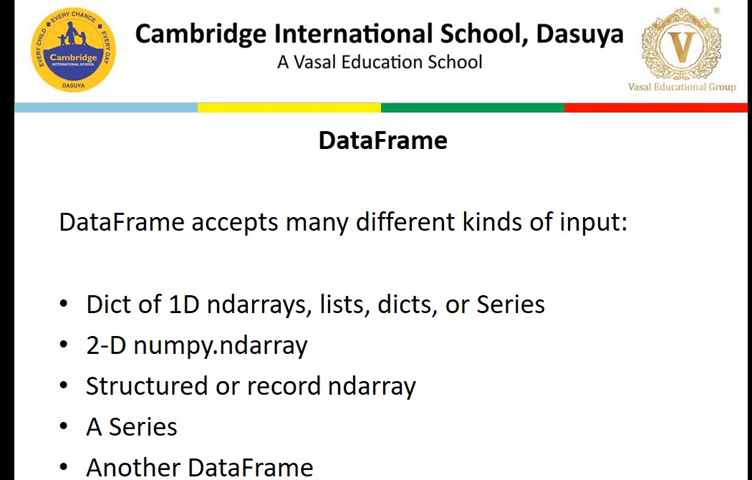 Cambridge International School, Dasuya
A Vasal Education School
EVERY CHILD • EVERY CHANCE • EVERY DAY
Cambridge
INTERNATIONAL SCHOOL
DASUYA
V
®
Vasal Educational Group
DataFrame
DataFrame accepts many different kinds of input:
• Dict of 1D ndarrays, lists, dicts, or Series
• 2-D numpy.ndarray
• Structured or record ndarray
• A Series
• Another DataFrame